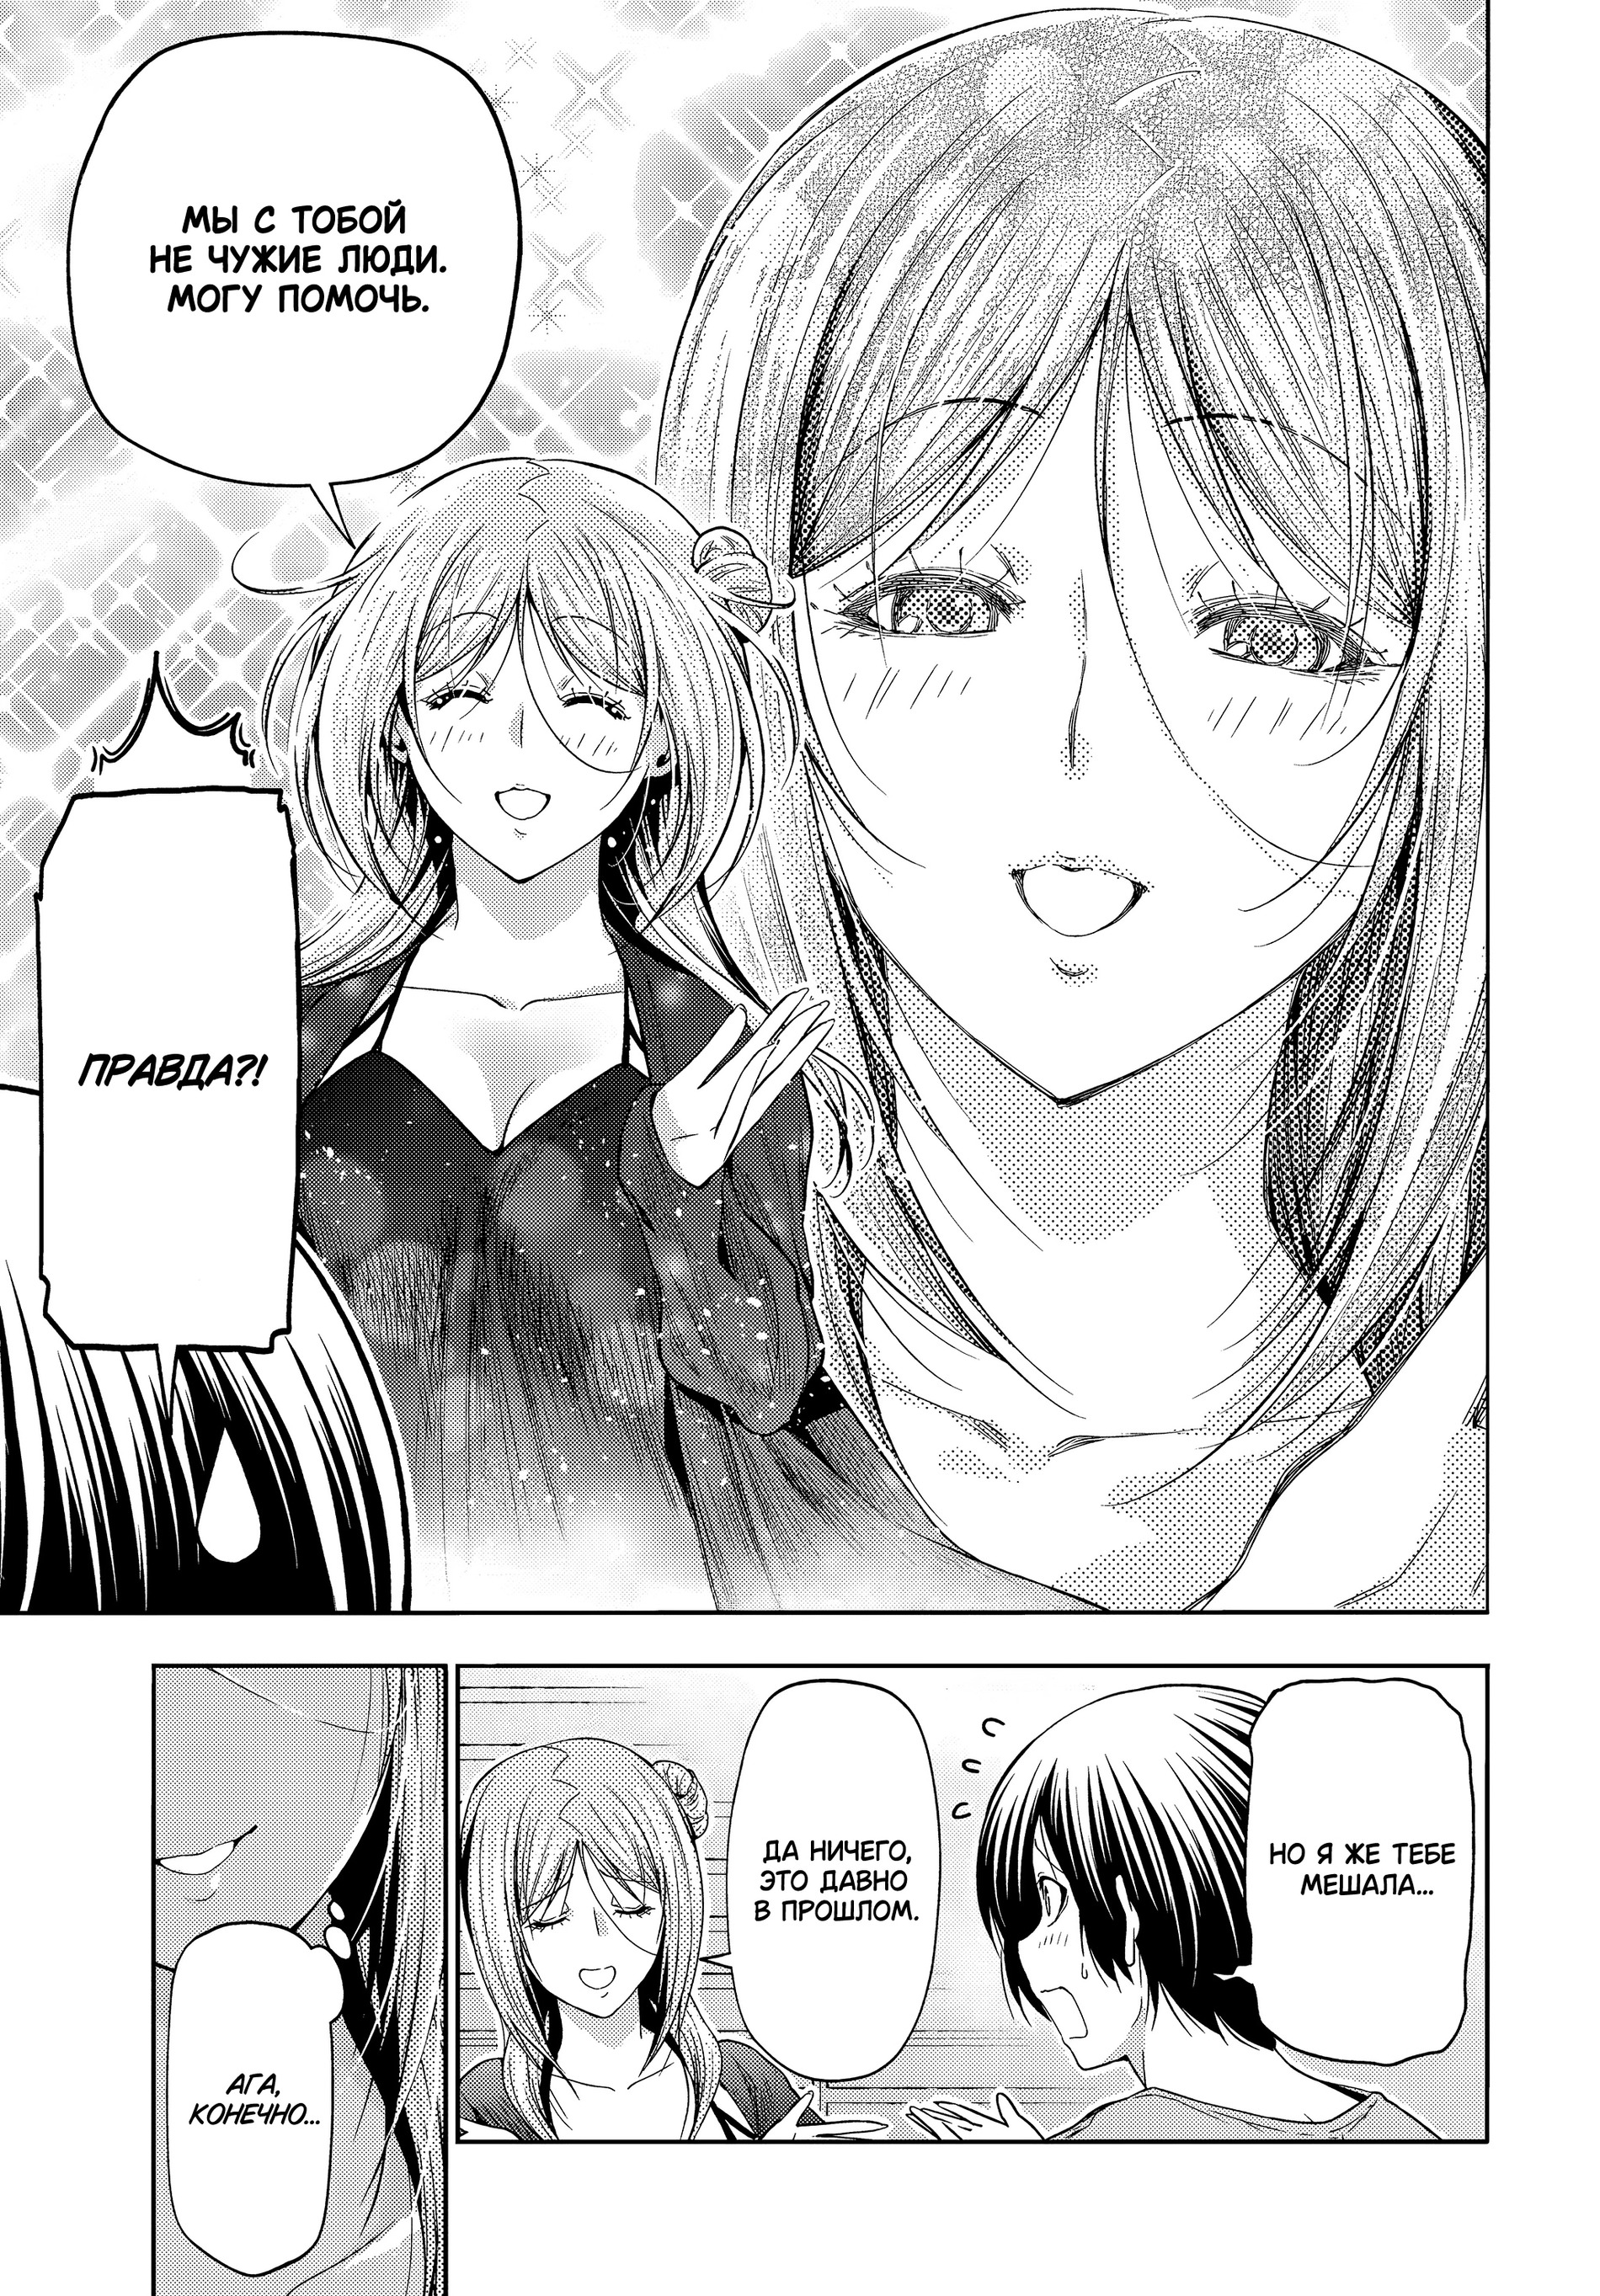 МЫ С ТОБОЙ
НЕ ЧУЖИЕ ЛЮДИ.
МОГУ ПОМОЧЬ.
ПРАВДА?!
НО Я ЖЕ ТЕБЕ
МЕШАЛА...
ДА НИЧЕГО,
ЭТО ДАВНО
В ПРОШЛОМ.
АГА,
КОНЕЧНО...